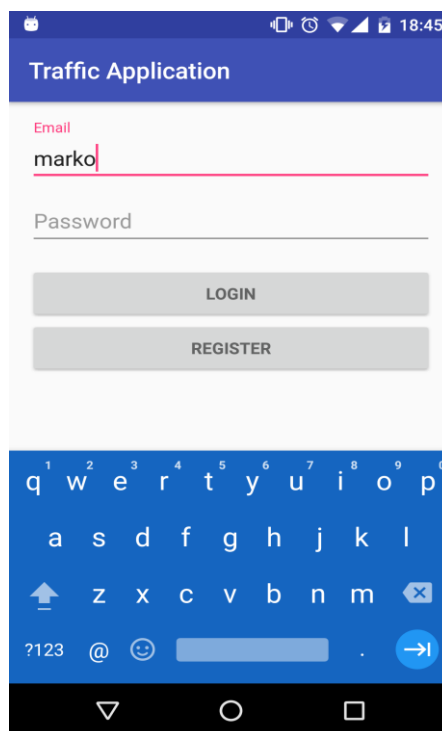 18:45
Traffic Application
Email
marko
Password
LOGIN
REGISTER
1 2 3 4 5 6 7 8 9 0
q w e r t y u i o p
a s d f g h j k l
z x c v b n m
?123 @ .